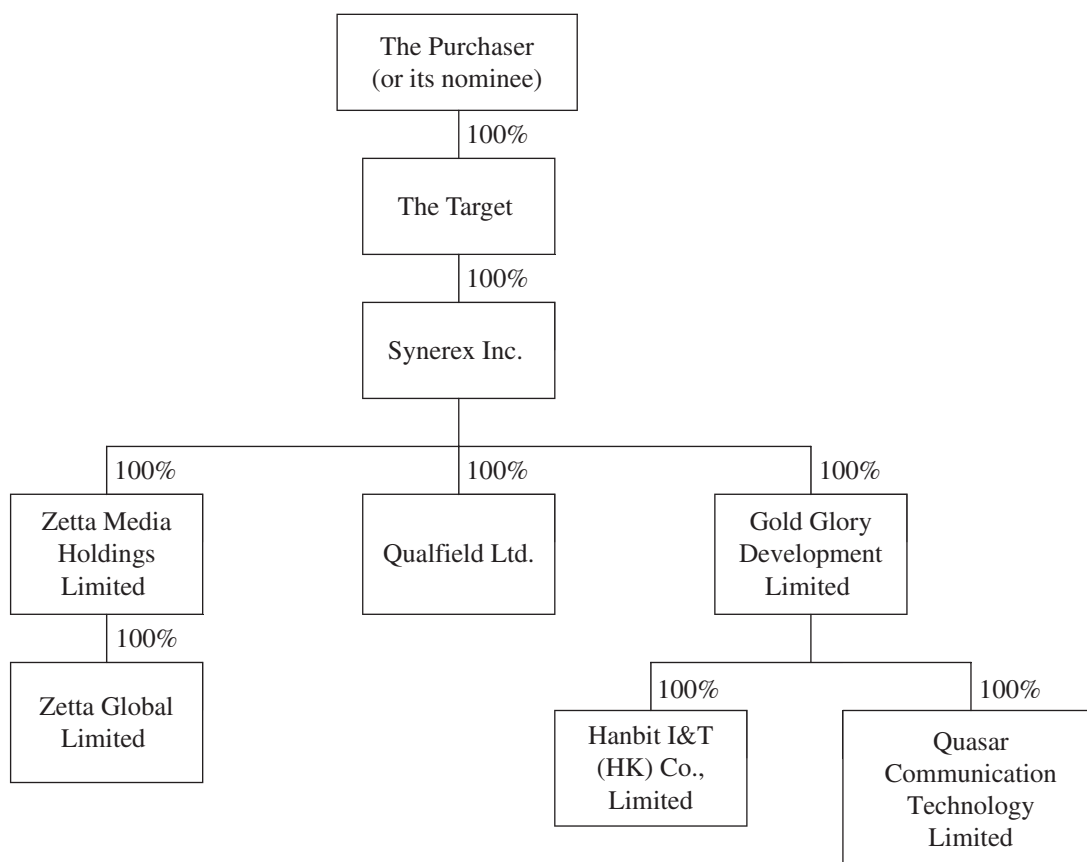 The Purchaser
(or its nominee)
100%
The Target
100%
Synerex Inc.
100%
100%
100%
Zetta Media
Holdings
Limited
Qualfield Ltd.
Gold Glory
Development
Limited
100%
Zetta Global
Limited
100%
100%
Hanbit I&T
(HK) Co.,
Limited
Quasar
Communication
Technology
Limited